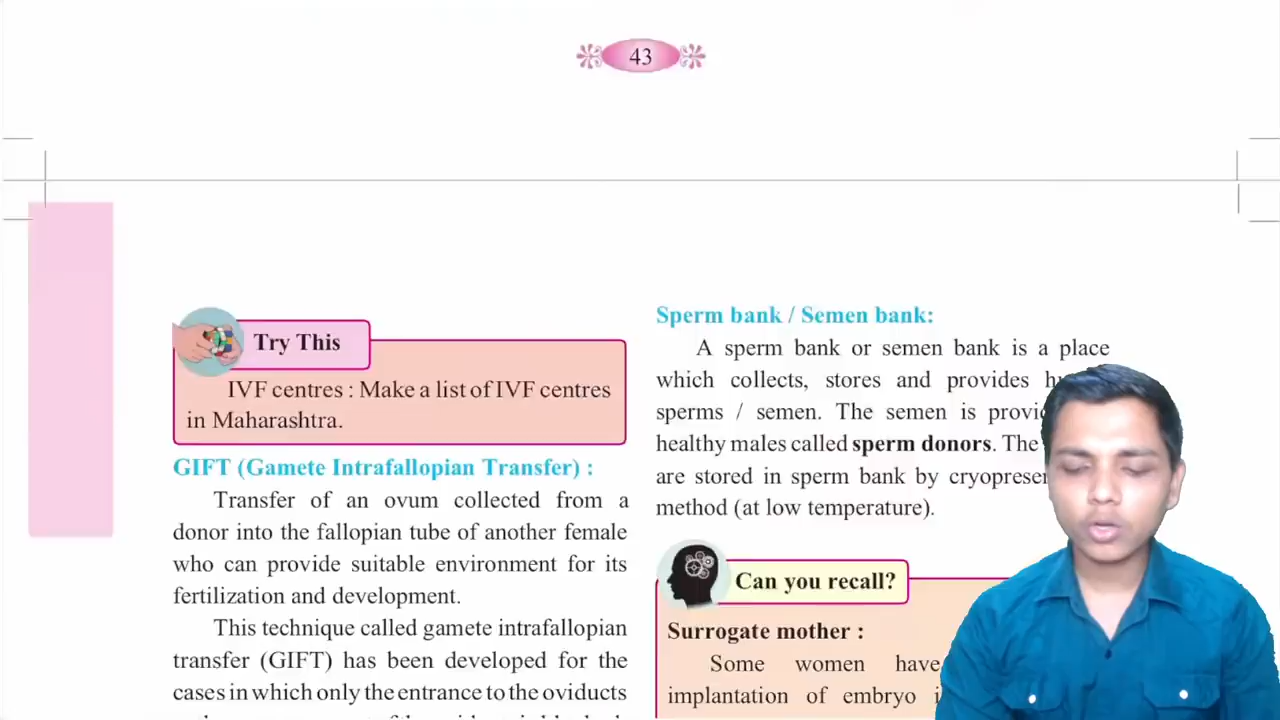 43
Try This
IVF centres : Make a list of IVF centres
in Maharashtra.
GIFT (Gamete Intrafallopian Transfer) :
Transfer of an ovum collected from a
donor into the fallopian tube of another female
who can provide suitable environment for its
fertilization and development.
This technique called gamete intrafallopian
transfer (GIFT) has been developed for the
cases in which only the entrance to the oviducts
Sperm bank / Semen bank:
A sperm bank or semen bank is a place
which collects, stores and provides
sperms / semen. The semen is
healthy males called sperm donors. The
are stored in sperm bank by
method (at low temperature).
Can you recall?
Surrogate mother :
Some women have
implantation of embryo